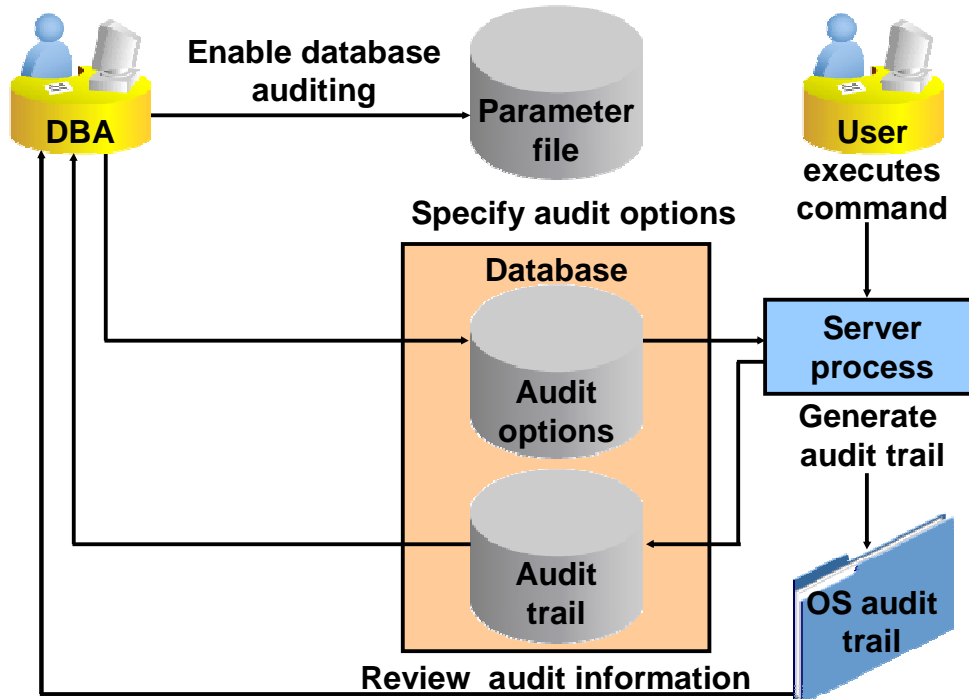 Enable database
auditing
DBA
Parameter
file
User
executes
command
Specify audit options
Database
Audit
options
Server
process
Generate
audit trail
Audit
trail
OS audit
trail
Review audit information